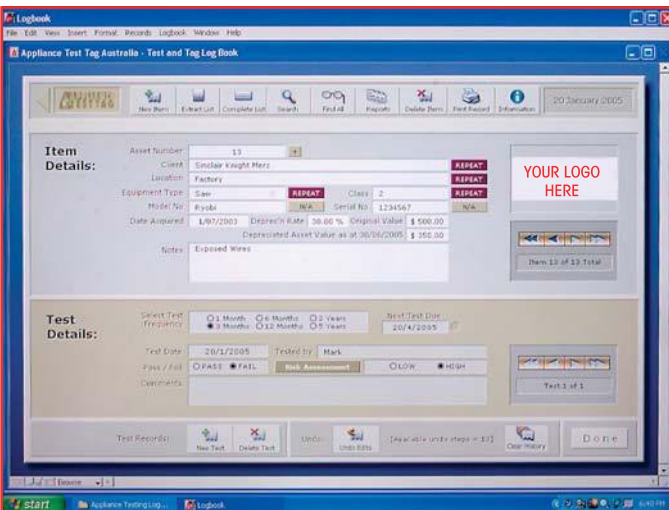 Logbook
File Edit View Insert Format Records Logbook Window Help
Appliance Test Tag Australia - Test and Tag Log Book
New Item Extract List Complete List Search Find All Reports Delete Item Print Record Information 20 January 2005
Item Details:
Asset Number 13 +
Client Sinclair Knight Merz REPEAT
Location Factory REPEAT
Equipment Type Saw REPEAT Class 2 REPEAT
Model No Ryobi N/A Serial No 1234567 N/A
Date Acquired 1/07/2003 Deprec'n Rate 30.00 % Original Value $ 500.00
Depreciated Asset Value as at 30/06/2005 $ 350.00
Notes Exposed Wires
YOUR LOGO
HERE
Item 13 of 13 Total
Test Details:
Select Test Frequency
1 Month 6 Months 2 Years
3 Months 12 Months 5 Years
Next Test Due
20/4/2005
Test Date 20/1/2005 Tested by Mark
Pass / Fail PASS FAIL Risk Assessment LOW HIGH
Comments
Test 1 of 1
Test Records: New Test Delete Test Undo: Undo Edits [Available undo steps = 10] Clear History Done
Browse
start Appliance Testing Log... Logbook 6:40 PM